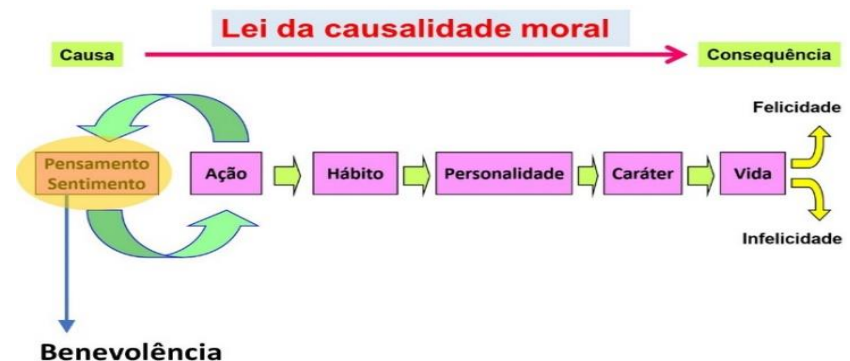 Lei da causalidade moral
Causa
Consequência
Felicidade
Pensamento
Sentimento
Ação
Hábito
Personalidade
Caráter
Vida
Infelicidade
Benevolência